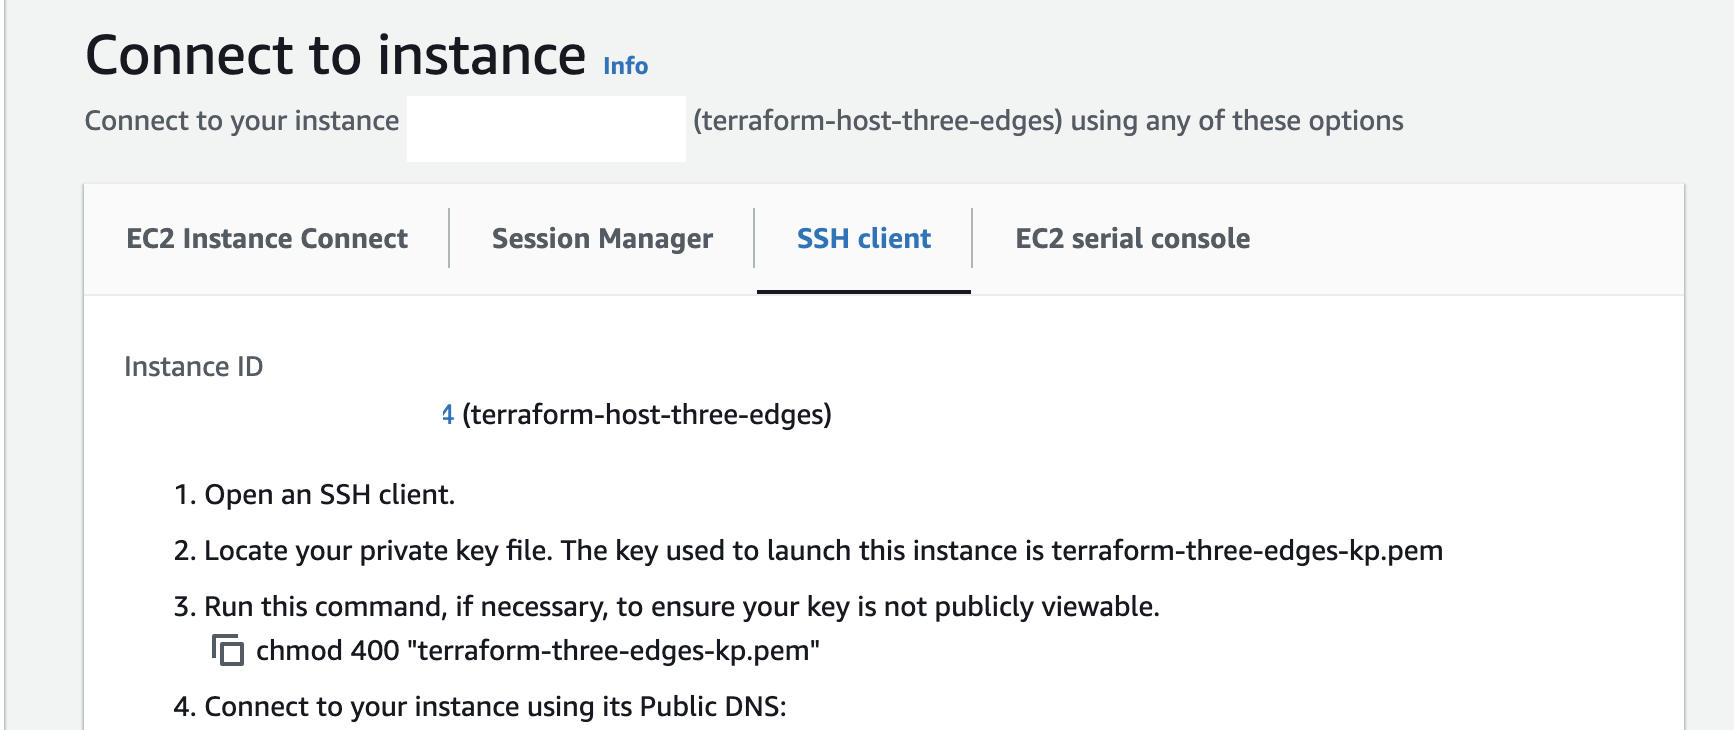 Connect to instance Info
Connect to your instance (terraform-host-three-edges) using any of these options
EC2 Instance Connect Session Manager SSH client EC2 serial console
Instance ID
4 (terraform-host-three-edges)
1. Open an SSH client.
2. Locate your private key file. The key used to launch this instance is terraform-three-edges-kp.pem
3. Run this command, if necessary, to ensure your key is not publicly viewable.
chmod 400 "terraform-three-edges-kp.pem"
4. Connect to your instance using its Public DNS: